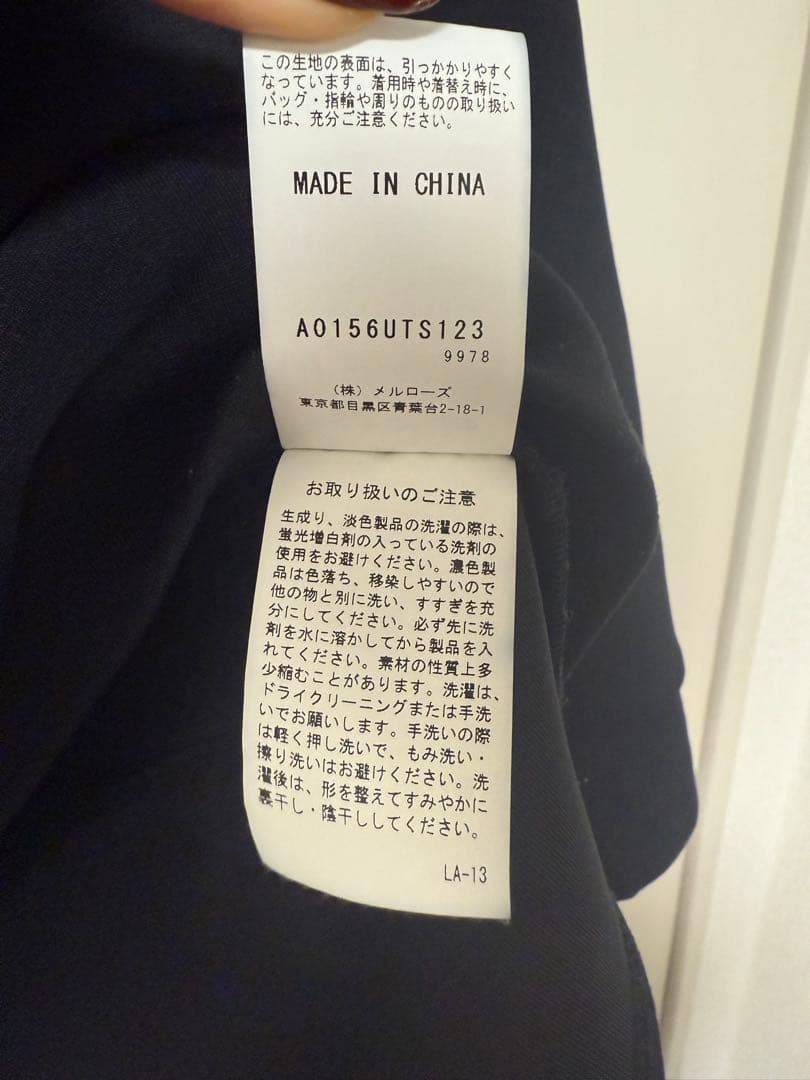 この生地の表面は、引っかかりやすく
なっています。着用時や着替え時に、
バッグ・指輪や周りのものの取り扱い
には、充分ご注意ください。
MADE IN CHINA
A0156UTS123
9978
(株) メルローズ
東京都目黒区青葉台2-18-1
お取り扱いのご注意
生成り、淡色製品の洗濯の際は、
蛍光増白剤の入っている洗剤の
使用をお避けください。濃色製
品は色落ち、移染しやすいので
他の物と別に洗い、すすぎを充
分にしてください。必ず先に洗
剤を水に溶かしてから製品を入
れてください。素材の性質上多
少縮むことがあります。洗濯は、
ドライクリーニングまたは手洗
いでお願いします。手洗いの際
は軽く押し洗いで、もみ洗い・
擦り洗いはお避けください。洗
濯後は、形を整えてすみやかに
裏干し・陰干ししてください。
LA-13